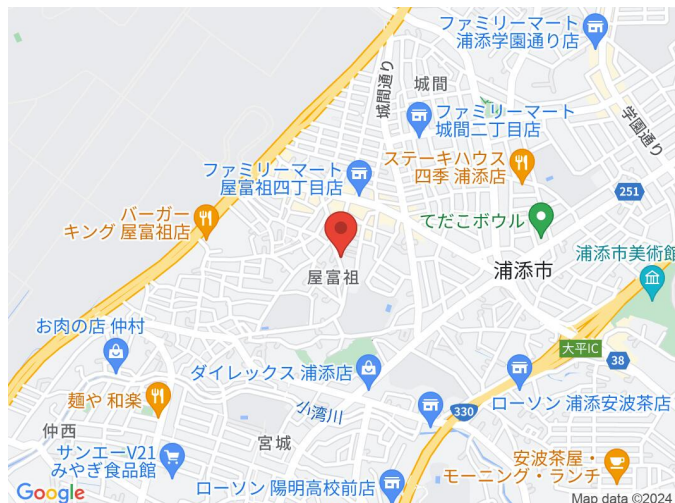 ファミリーマート
浦添学園通り店
城間通り
城間
学園通り
ファミリーマート
城間二丁目店
ステーキハウス
四季 浦添店
ファミリーマート
屋富祖四丁目店
251
バーガー
キング 屋富祖店
てだこボウル
浦添市
浦添市美術館
屋富祖
お肉の店 仲村
大平IC
38
ダイレックス 浦添店
麺や 和楽
小湾川
330
ローソン 浦添安波茶店
仲西
宮城
サンエーV21
みやぎ食品館
安波茶屋・
モーニング・ランチ
ローソン 陽明高校前店
Google
Map data ©2024